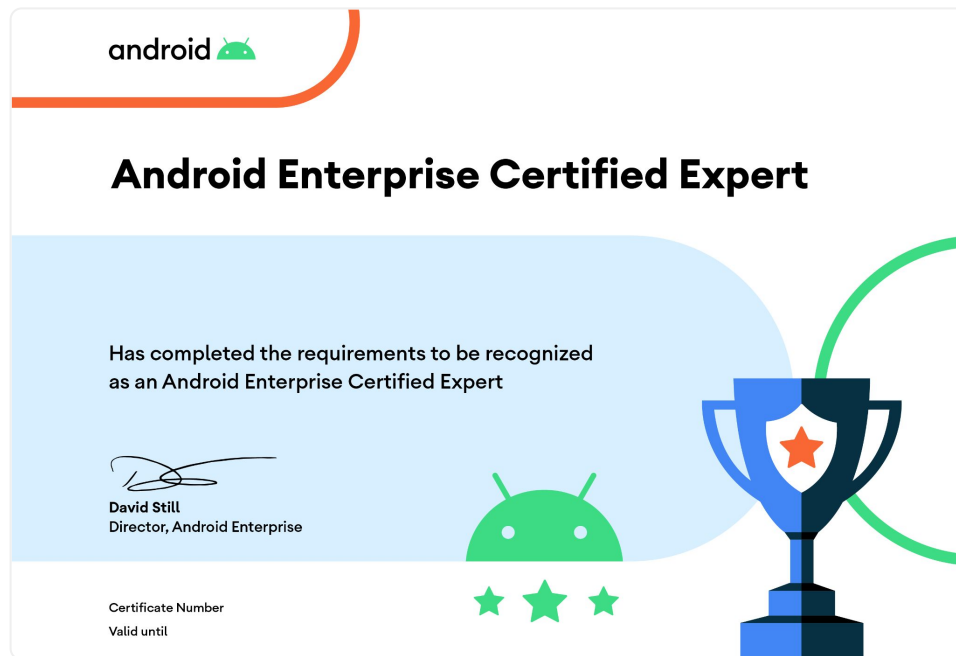 android
Android Enterprise Certified Expert
Has completed the requirements to be recognized
as an Android Enterprise Certified Expert
David Still
Director, Android Enterprise
Certificate Number
Valid until